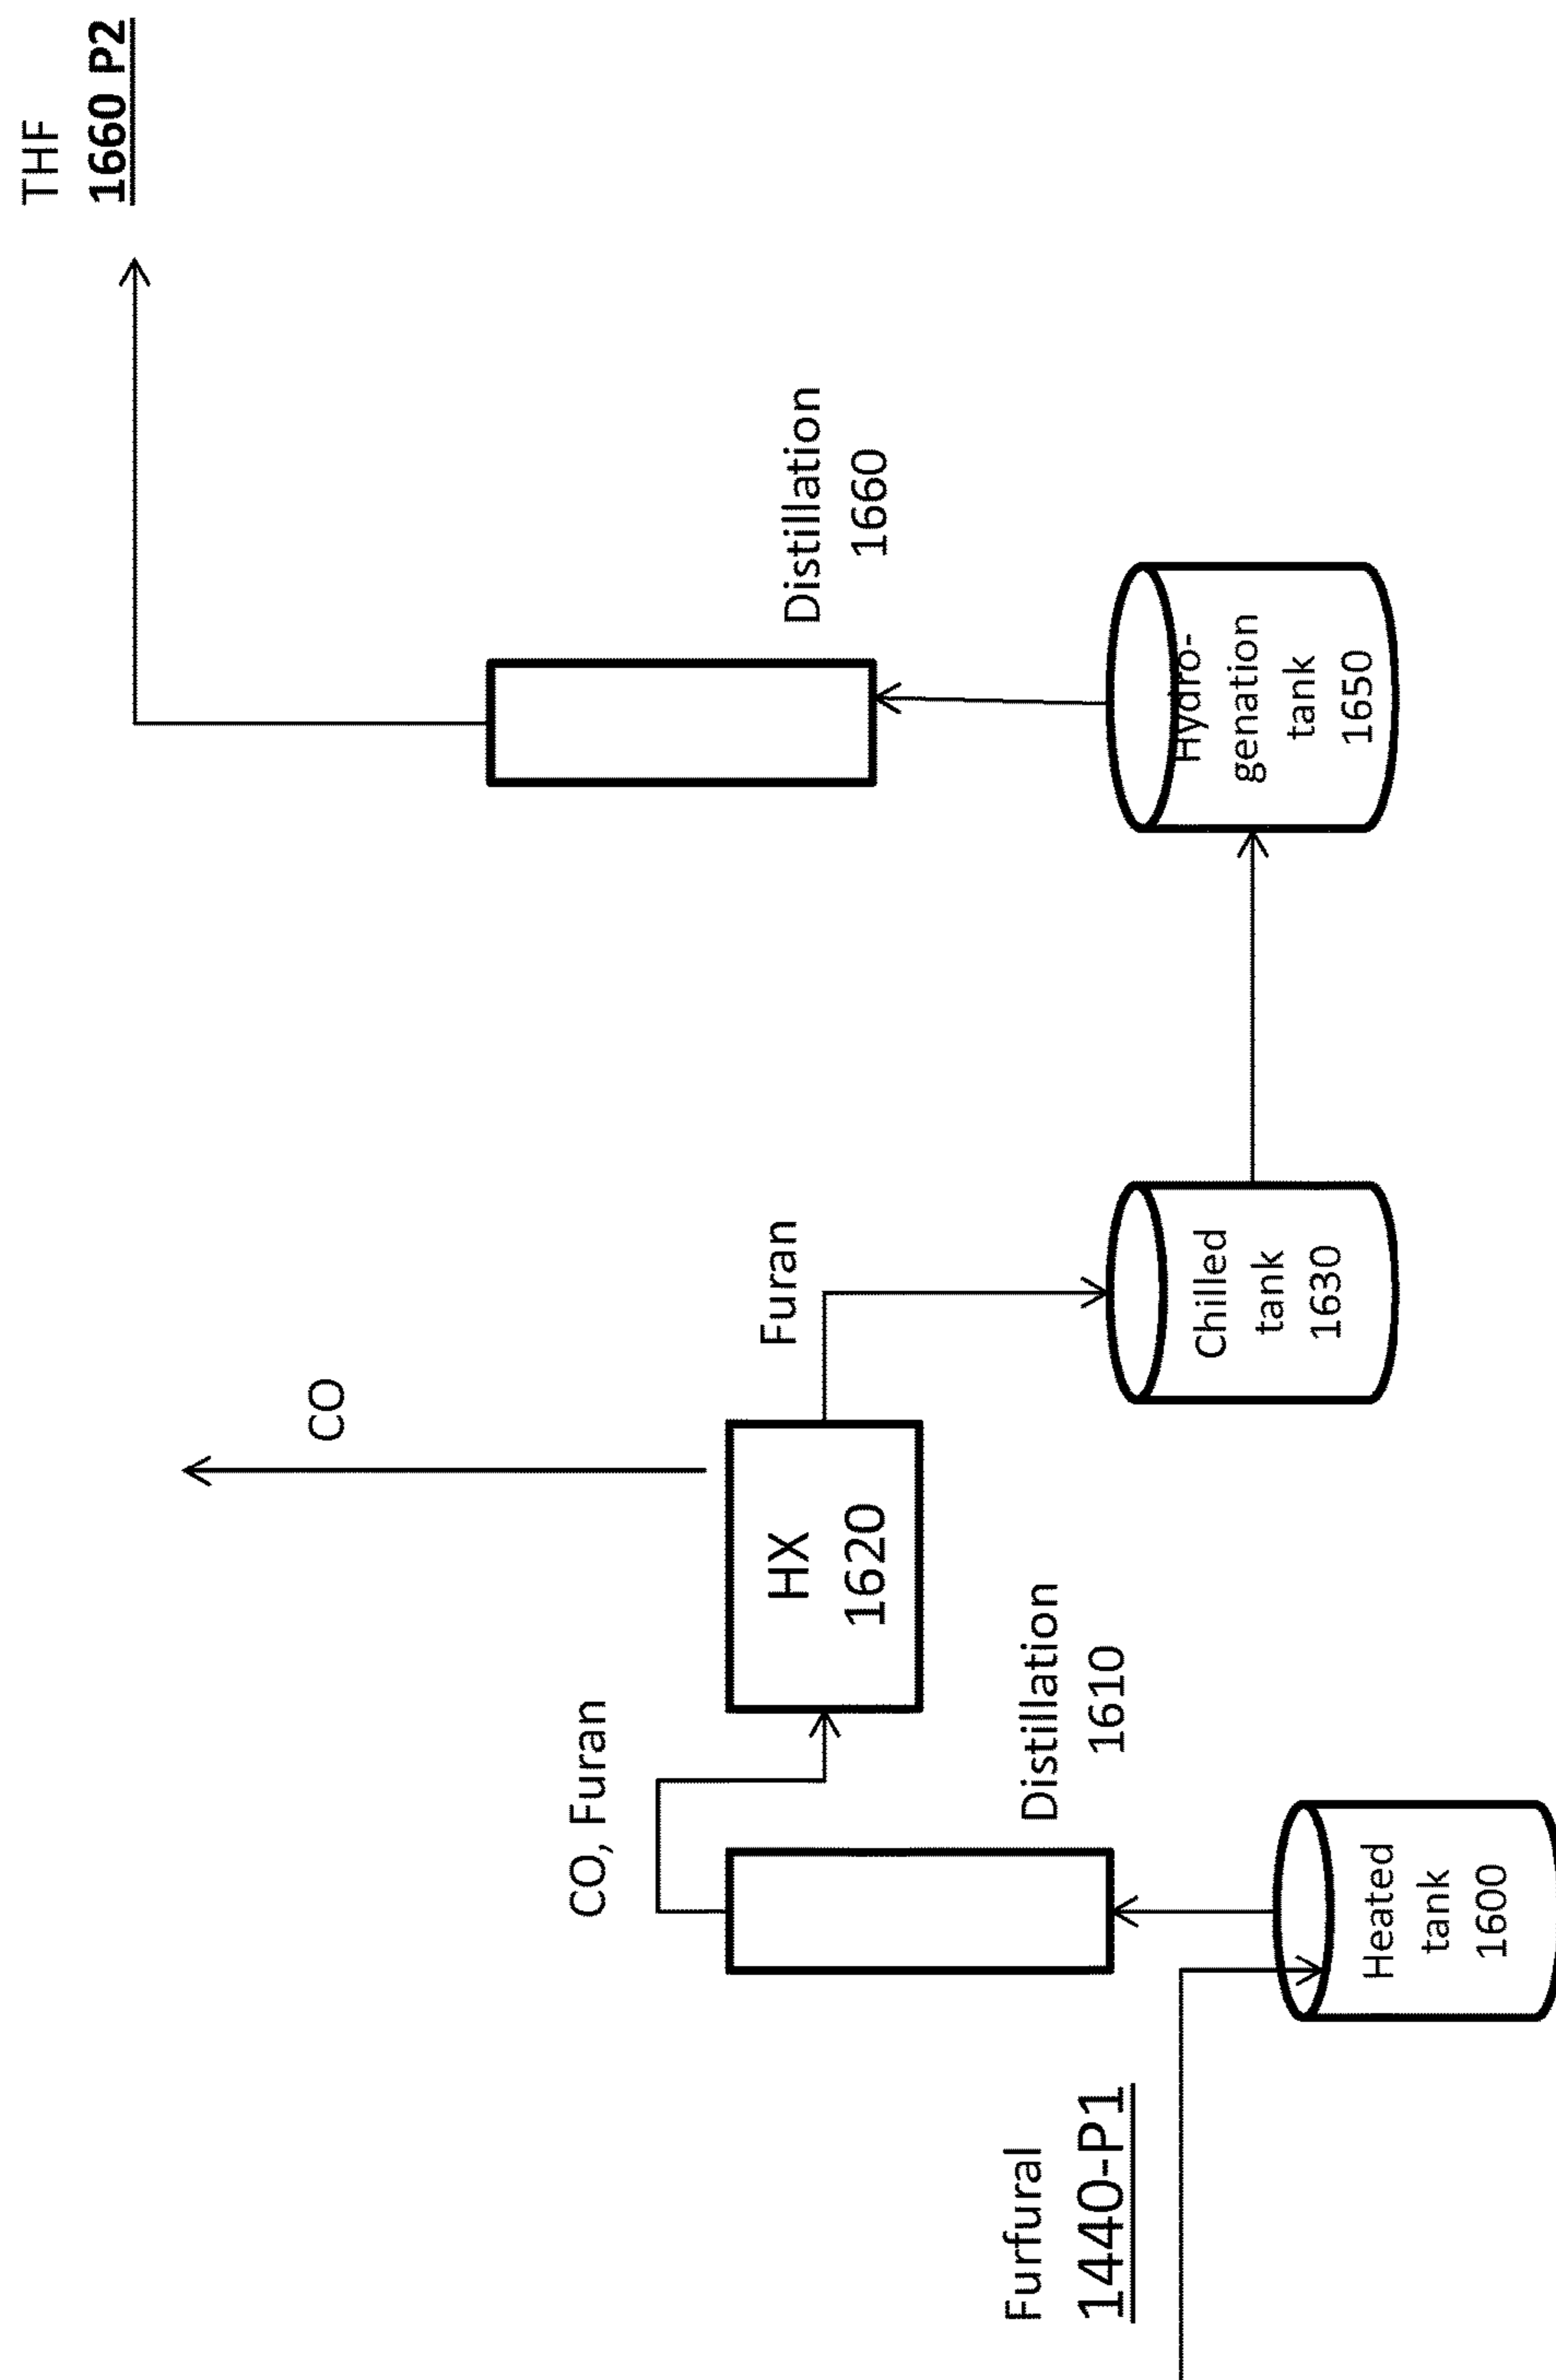 Furfural
1440-P1
Heated
tank
1600
Distillation
1610
CO, Furan
HX
1620
CO
Furan
Chilled
tank
1630
Hydro-
genation
tank
1650
Distillation
1660
THF
1660 P2